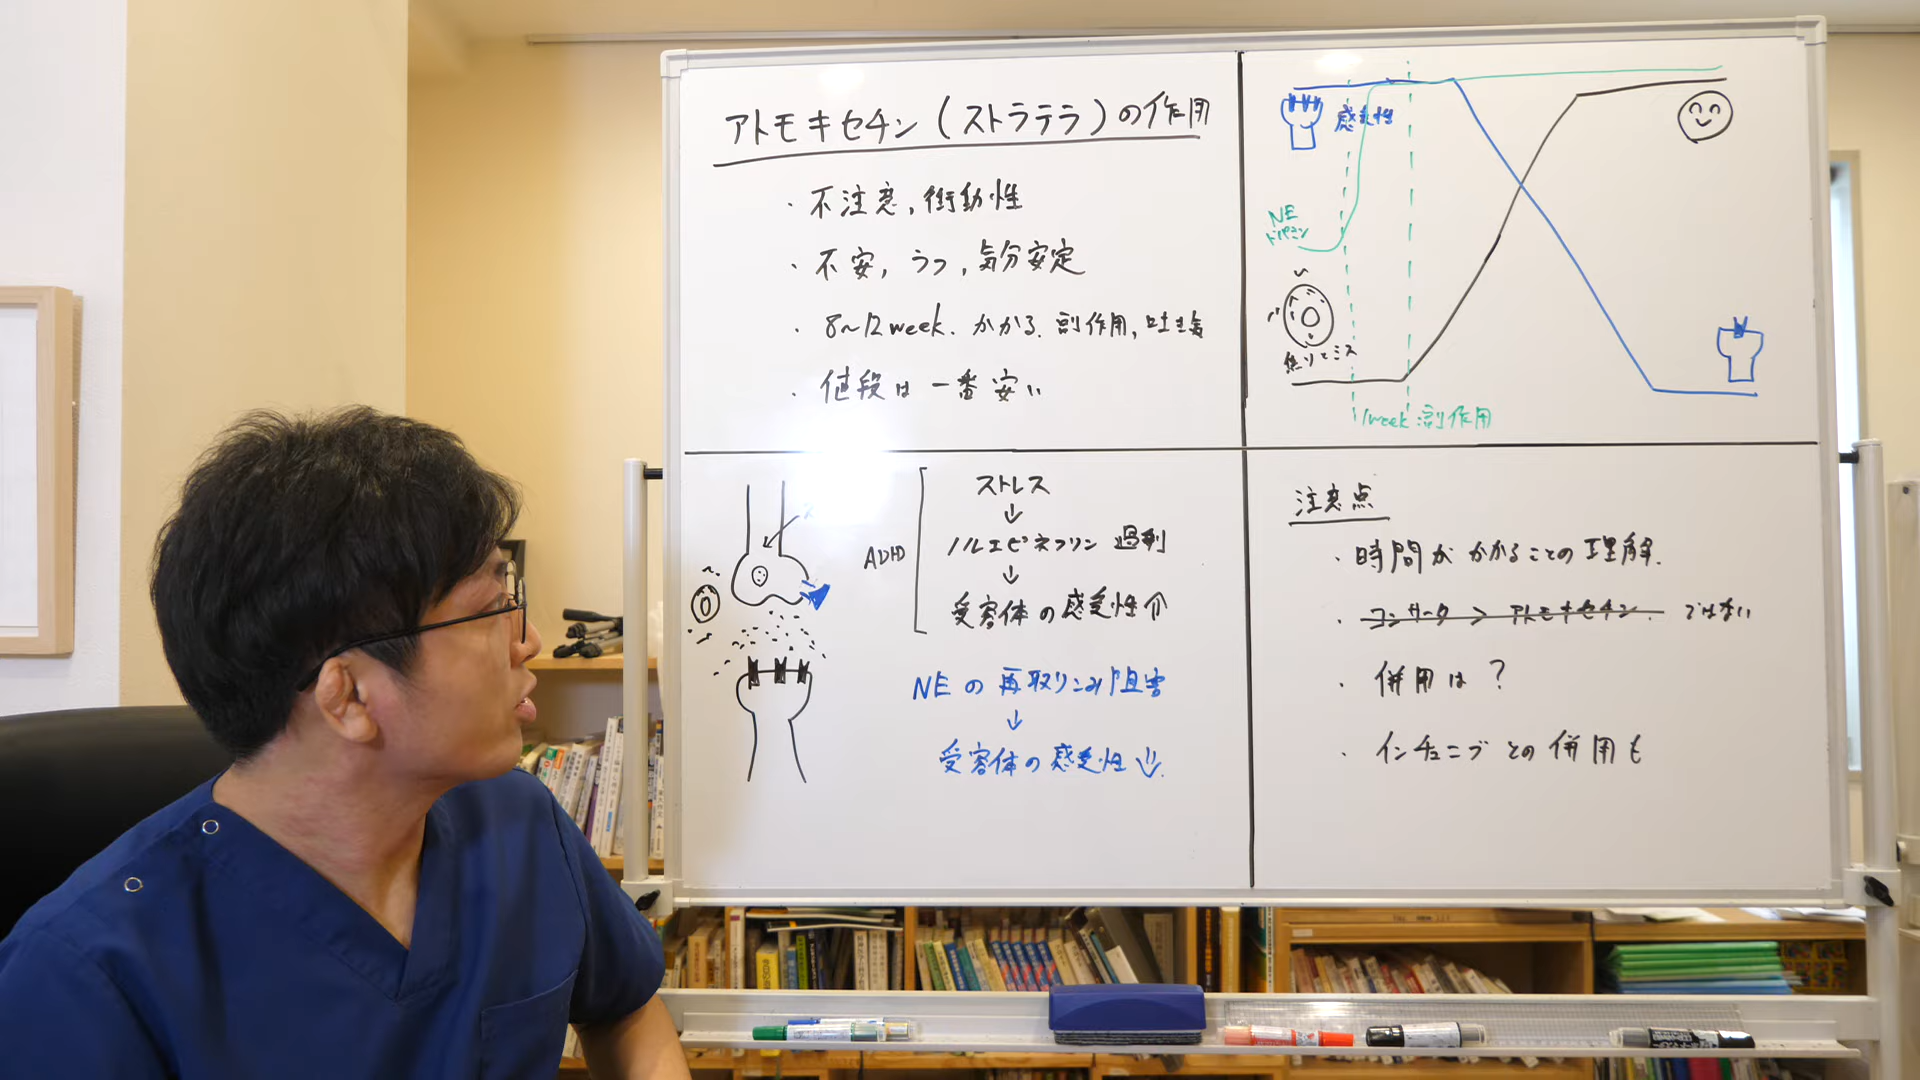 アトモキセチン(ストラテラ)の作用
・不注意,衝動性
・不安,うつ,気分安定
・8〜12week.かかる.副作用,吐き気
・値段は一番安い
感受性
NE
ドパミン
焦りとミス
1week:副作用
ADHD
ストレス
↓
ノルエピネフリン 過剰
↓
受容体の感受性↑
NEの再取りこみ阻害
↓
受容体の感受性↓.
注意点
・時間がかかることの理解.
・コンサータ > アトモキセチン. ではない
・併用は?
・インチュニブとの併用も